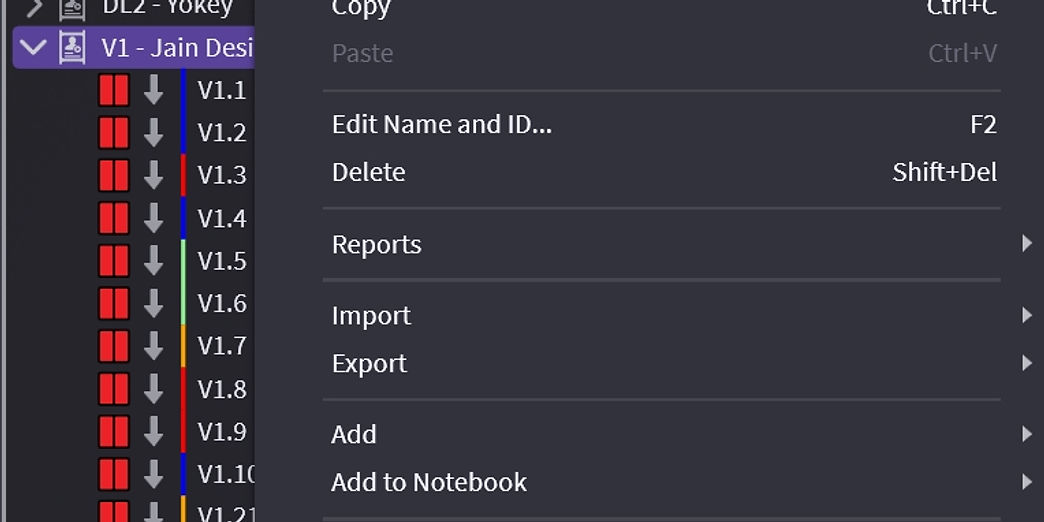 DL2 - Yokey
V1 - Jain Desi
V1.1
V1.2
V1.3
V1.4
V1.5
V1.6
V1.7
V1.8
V1.9
V1.10
V1.21
Copy Ctrl+C
Paste Ctrl+V
Edit Name and ID... F2
Delete Shift+Del
Reports
Import
Export
Add
Add to Notebook